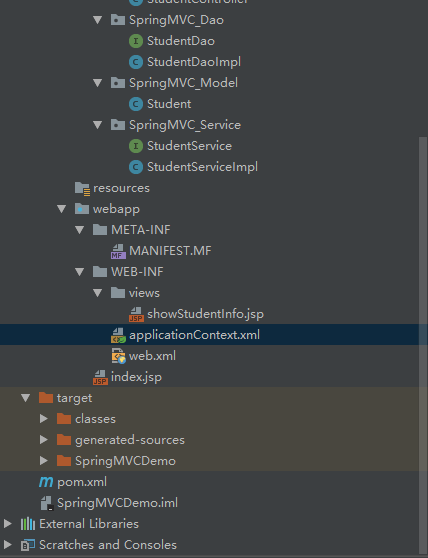 StudentController
SpringMVC_Dao
StudentDao
StudentDaoImpl
SpringMVC_Model
Student
SpringMVC_Service
StudentService
StudentServiceImpl
resources
webapp
META-INF
MANIFEST.MF
WEB-INF
views
showStudentInfo.jsp
applicationContext.xml
web.xml
index.jsp
target
classes
generated-sources
SpringMVCDemo
pom.xml
SpringMVCDemo.iml
External Libraries
Scratches and Consoles